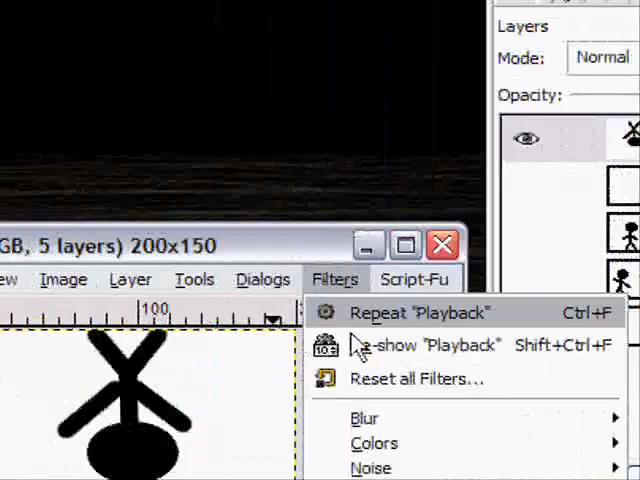 Layers
Mode: Normal
Opacity:
GB, 5 layers) 200x150
ew Image Layer Tools Dialogs Filters Script-Fu
100
Repeat "Playback" Ctrl+F
e-show "Playback" Shift+Ctrl+F
Reset all Filters...
Blur
Colors
Noise